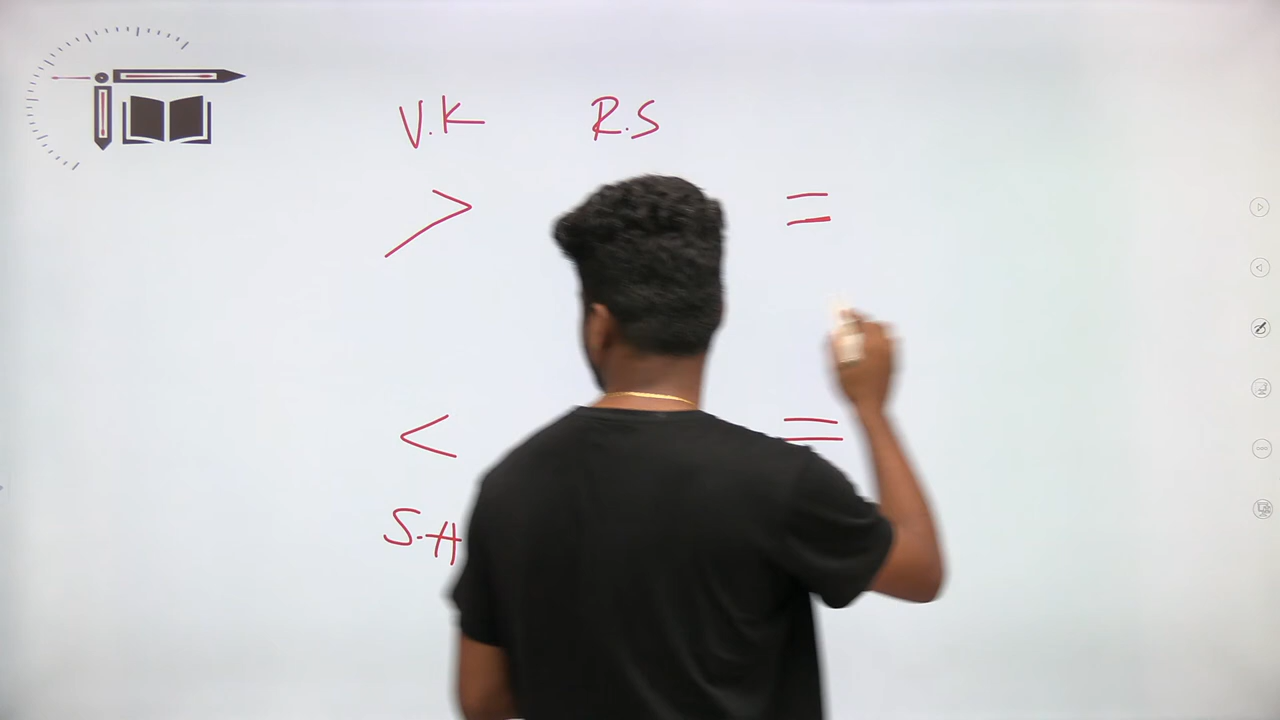 V.K R.S
> =
< =
S.H